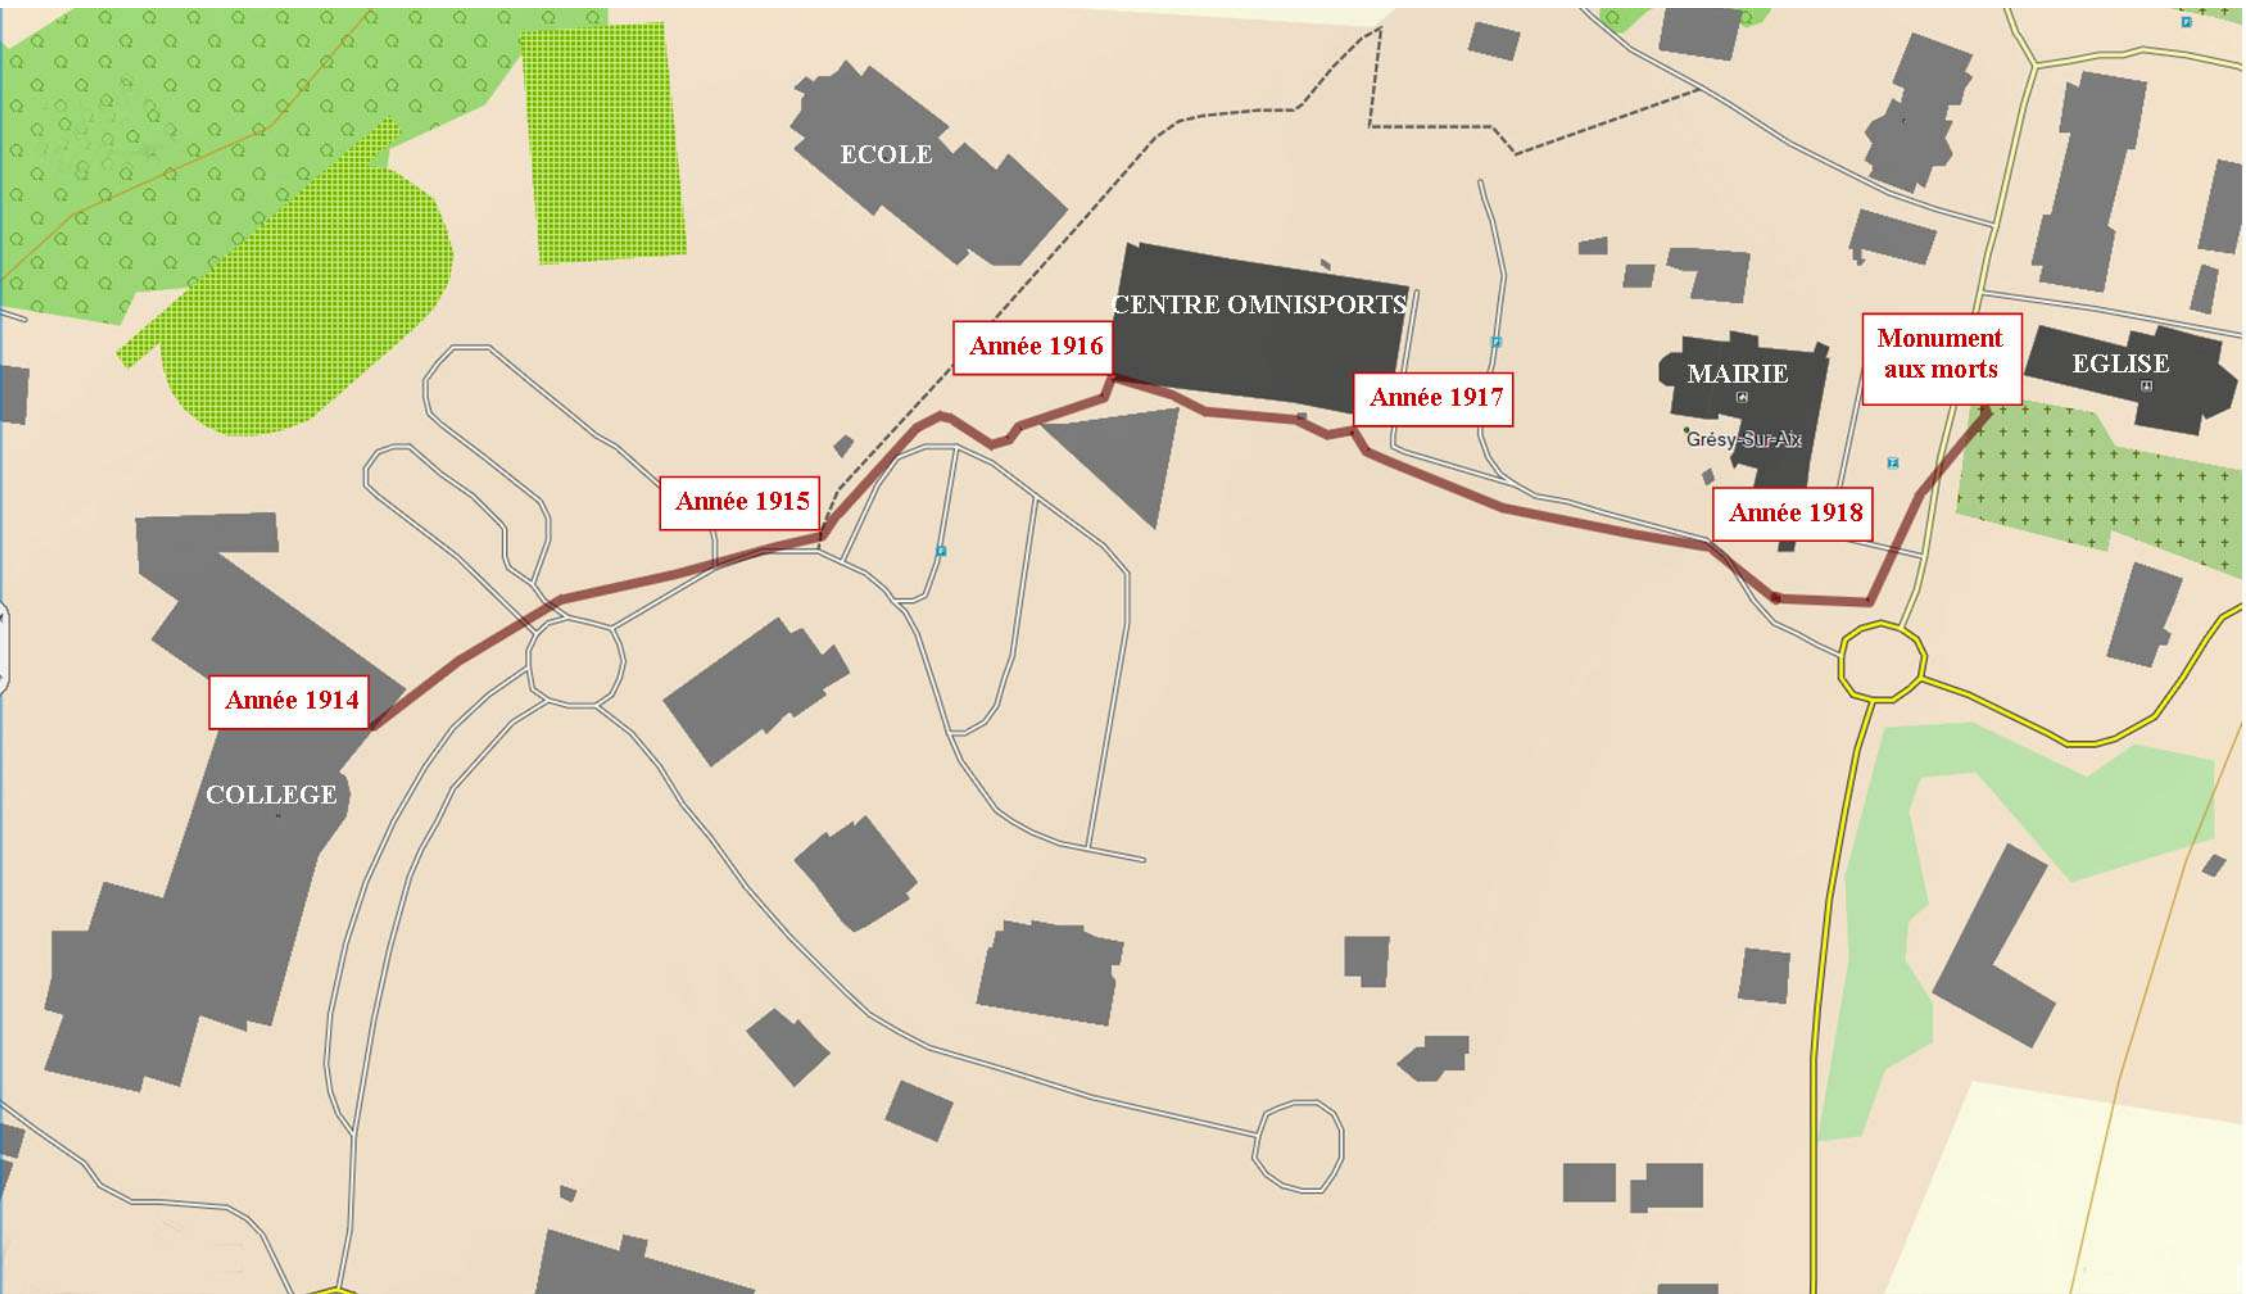 ECOLE
CENTRE OMNISPORTS
Année 1916
Monument
aux morts
EGLISE
MAIRIE
Année 1917
Grésy-Sur-Aix
Année 1915
Année 1918
Année 1914
COLLEGE